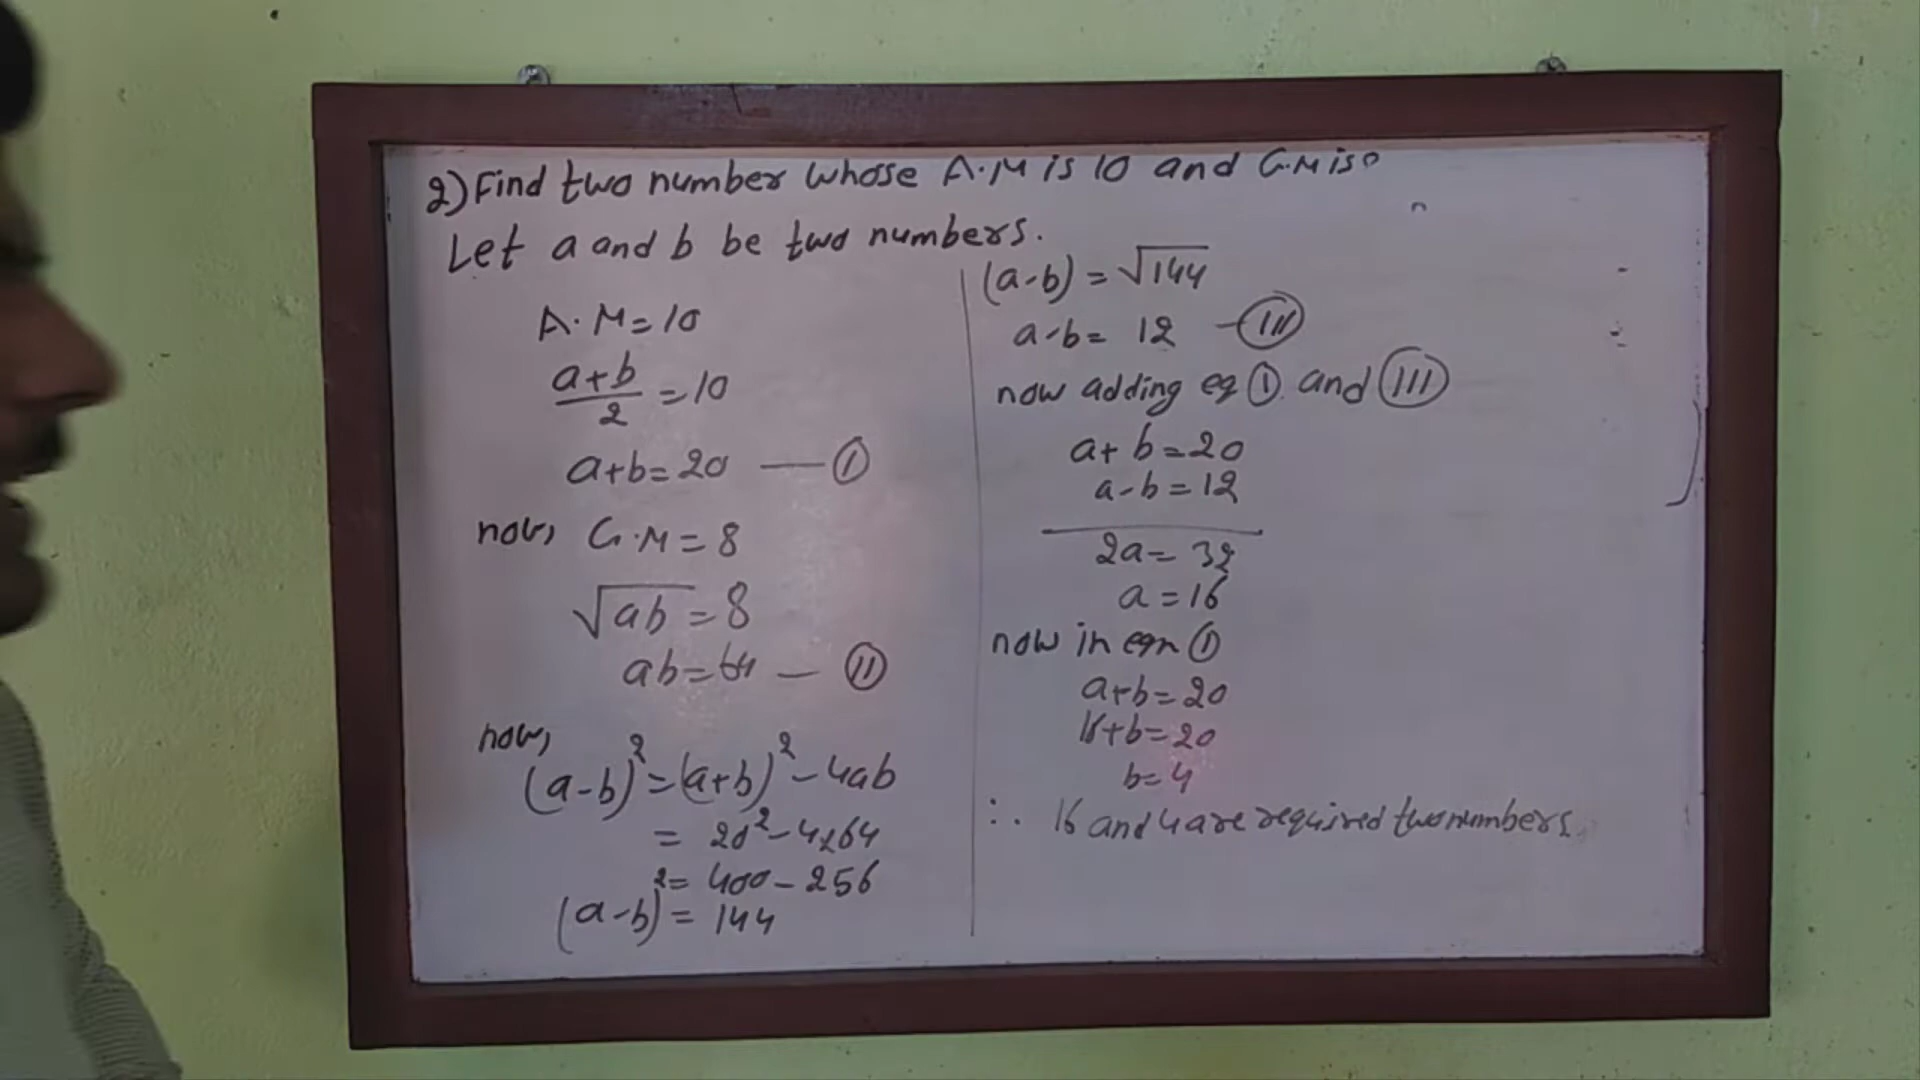 2) Find two number whose A.M is 10 and G.M is
Let a and b be two numbers.
A.M = 10
a+b/2 = 10
a+b = 20 — (I)
now, G.M = 8
√ab = 8
ab = 64 — (II)
now,
(a-b)² = (a+b)² - 4ab
= 20² - 4x64
= 400 - 256
(a-b)² = 144
(a-b) = √144
a-b = 12 — (III)
now adding eq (I) and (III)
a+b = 20
a-b = 12
2a = 32
a = 16
now in eqn (I)
a+b = 20
16+b = 20
b = 4
∴ 16 and 4 are required two numbers.